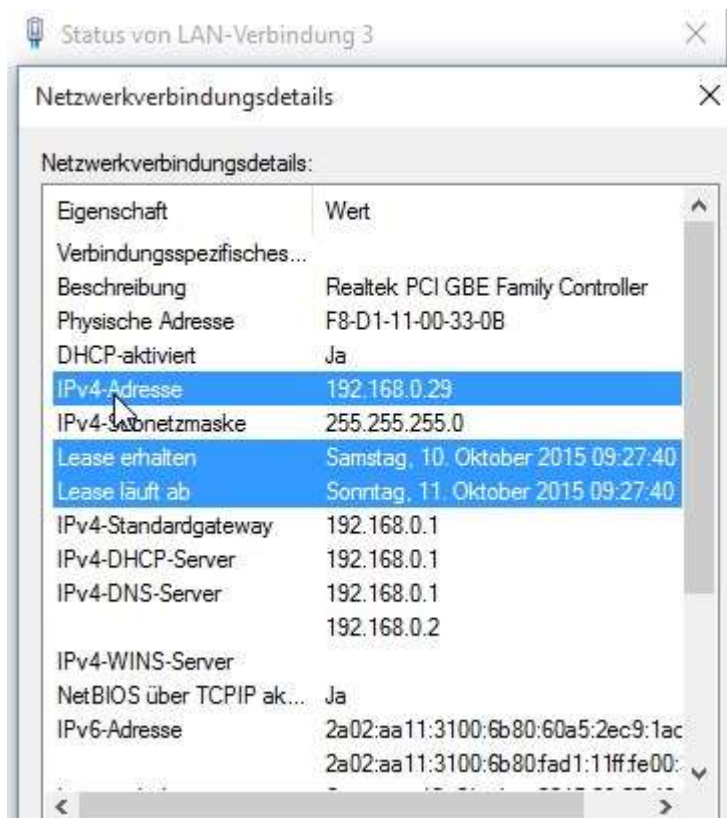 Status von LAN-Verbindung 3
Netzwerkverbindungsdetails
Netzwerkverbindungsdetails:
Eigenschaft Wert
Verbindungsspezifisches...
Beschreibung Realtek PCI GBE Family Controller
Physische Adresse F8-D1-11-00-33-0B
DHCP-aktiviert Ja
IPv4-Adresse 192.168.0.29
IPv4-Subnetzmaske 255.255.255.0
Lease erhalten Samstag, 10. Oktober 2015 09:27:40
Lease läuft ab Sonntag, 11. Oktober 2015 09:27:40
IPv4-Standardgateway 192.168.0.1
IPv4-DHCP-Server 192.168.0.1
IPv4-DNS-Server 192.168.0.1
192.168.0.2
IPv4-WINS-Server
NetBIOS über TCPIP ak... Ja
IPv6-Adresse 2a02:aa11:3100:6b80:60a5:2ec9:1ac
2a02:aa11:3100:6b80:fad1:11ff:fe00: